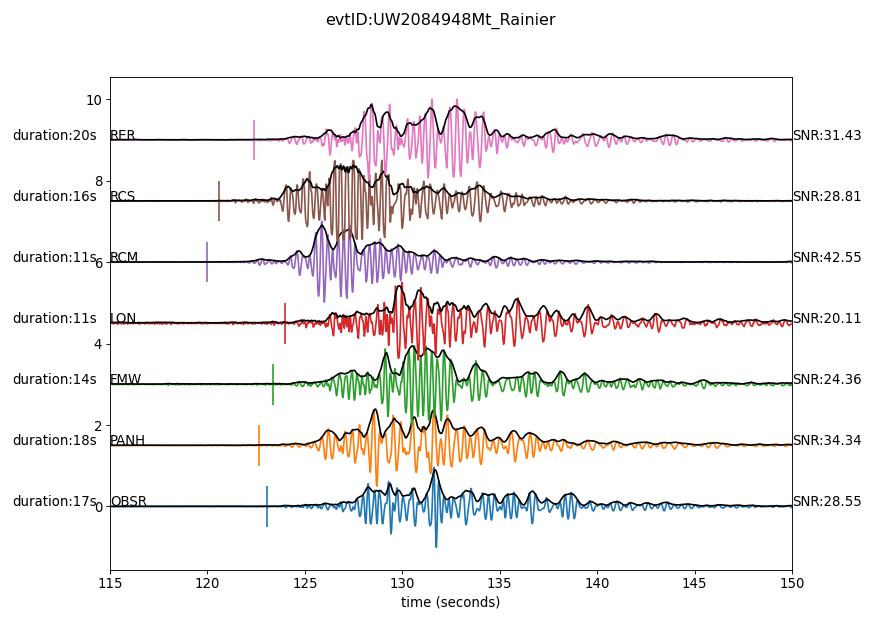 evtID:UW2084948Mt_Rainier
10
duration:20s RER SNR:31.43
8
duration:16s RCS SNR:28.81
duration:11s RCM SNR:42.55
6
duration:11s LON SNR:20.11
4
duration:14s FMW SNR:24.36
2
duration:18s PANH SNR:34.34
duration:17s OBSR SNR:28.55
0
115 120 125 130 135 140 145 150
time (seconds)